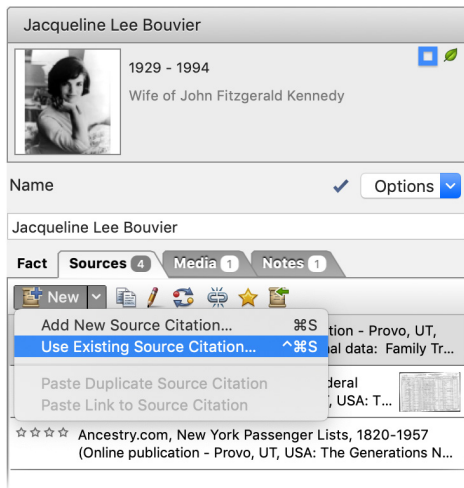 Jacqueline Lee Bouvier
1929 - 1994
Wife of John Fitzgerald Kennedy
Name
Options
Jacqueline Lee Bouvier
Fact Sources 4 Media 1 Notes 1
New
Add New Source Citation... ⌘S
tion - Provo, UT,
Use Existing Source Citation... ^⌘S
al data: Family Tr...
Paste Duplicate Source Citation
deral
Paste Link to Source Citation
, USA: T...
Ancestry.com, New York Passenger Lists, 1820-1957
(Online publication - Provo, UT, USA: The Generations N...